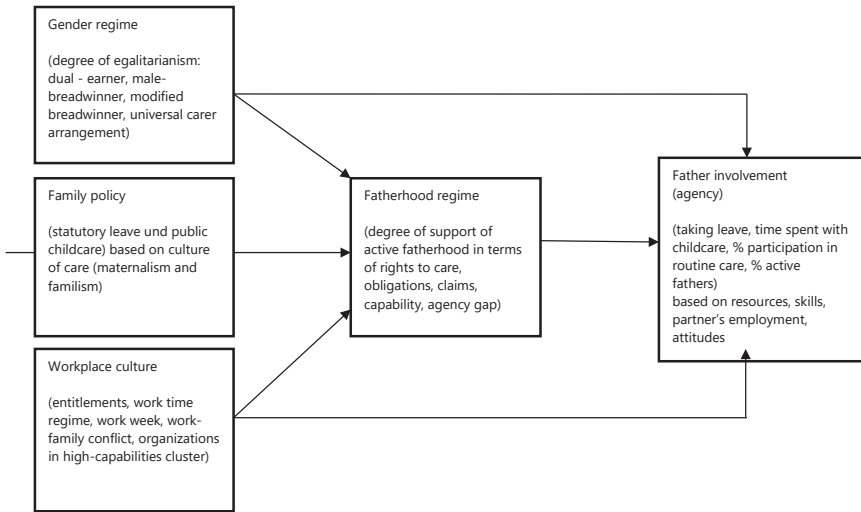 Gender regime
(degree of egalitarianism:
dual - earner, male-
breadwinner, modified
breadwinner, universal carer
arrangement)
Family policy
(statutory leave und public
childcare) based on culture
of care (maternalism and
familism)
Workplace culture
(entitlements, work time
regime, work week, work-
family conflict, organizations
in high-capabilities cluster)
Fatherhood regime
(degree of support of
active fatherhood in terms
of rights to care,
obligations, claims,
capability, agency gap)
Father involvement
(agency)
(taking leave, time spent with
childcare, % participation in
routine care, % active
fathers)
based on resources, skills,
partner’s employment,
attitudes